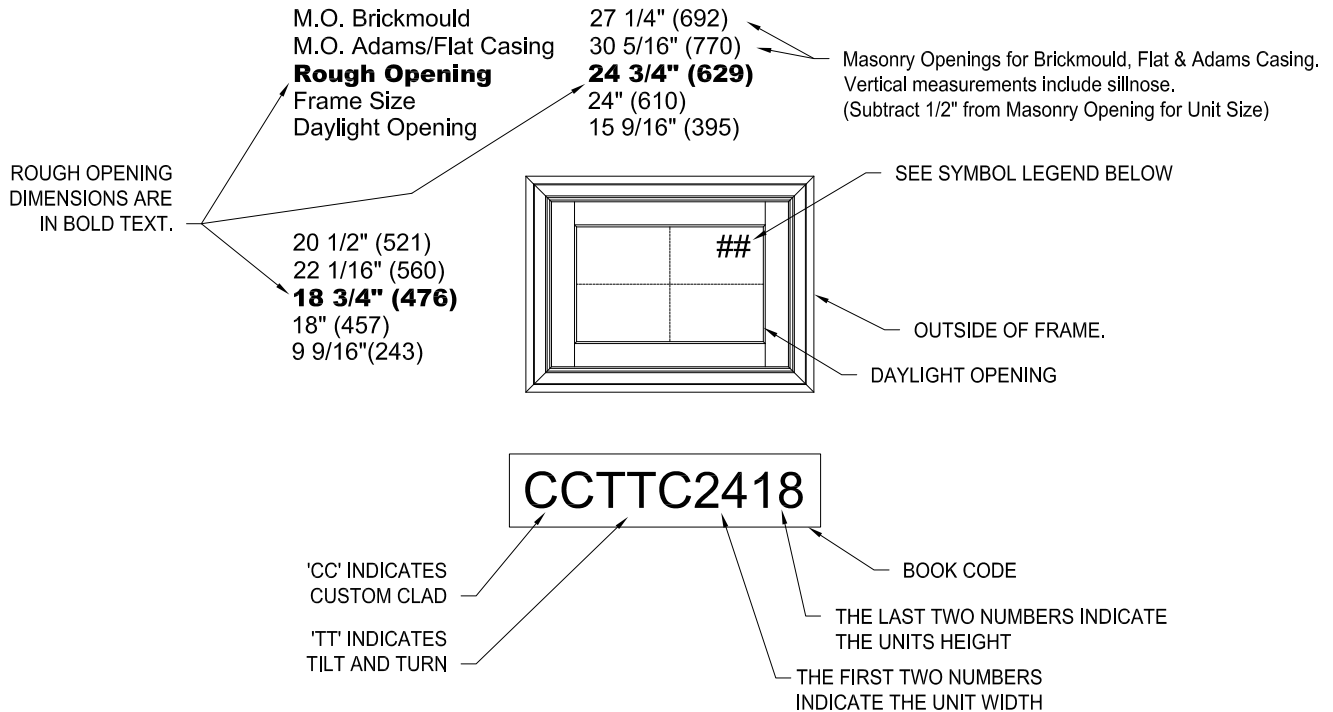 M.O. Brickmould 27 1/4" (692)
M.O. Adams/Flat Casing 30 5/16" (770)
Rough Opening 24 3/4" (629)
Frame Size 24" (610)
Daylight Opening 15 9/16" (395)
Masonry Openings for Brickmould, Flat & Adams Casing.
Vertical measurements include sillnose.
(Subtract 1/2" from Masonry Opening for Unit Size)
ROUGH OPENING
DIMENSIONS ARE
IN BOLD TEXT.
SEE SYMBOL LEGEND BELOW
##
20 1/2" (521)
22 1/16" (560)
18 3/4" (476)
18" (457)
9 9/16"(243)
OUTSIDE OF FRAME.
DAYLIGHT OPENING
CCTTC2418
'CC' INDICATES
CUSTOM CLAD
BOOK CODE
'TT' INDICATES
TILT AND TURN
THE LAST TWO NUMBERS INDICATE
THE UNITS HEIGHT
THE FIRST TWO NUMBERS
INDICATE THE UNIT WIDTH